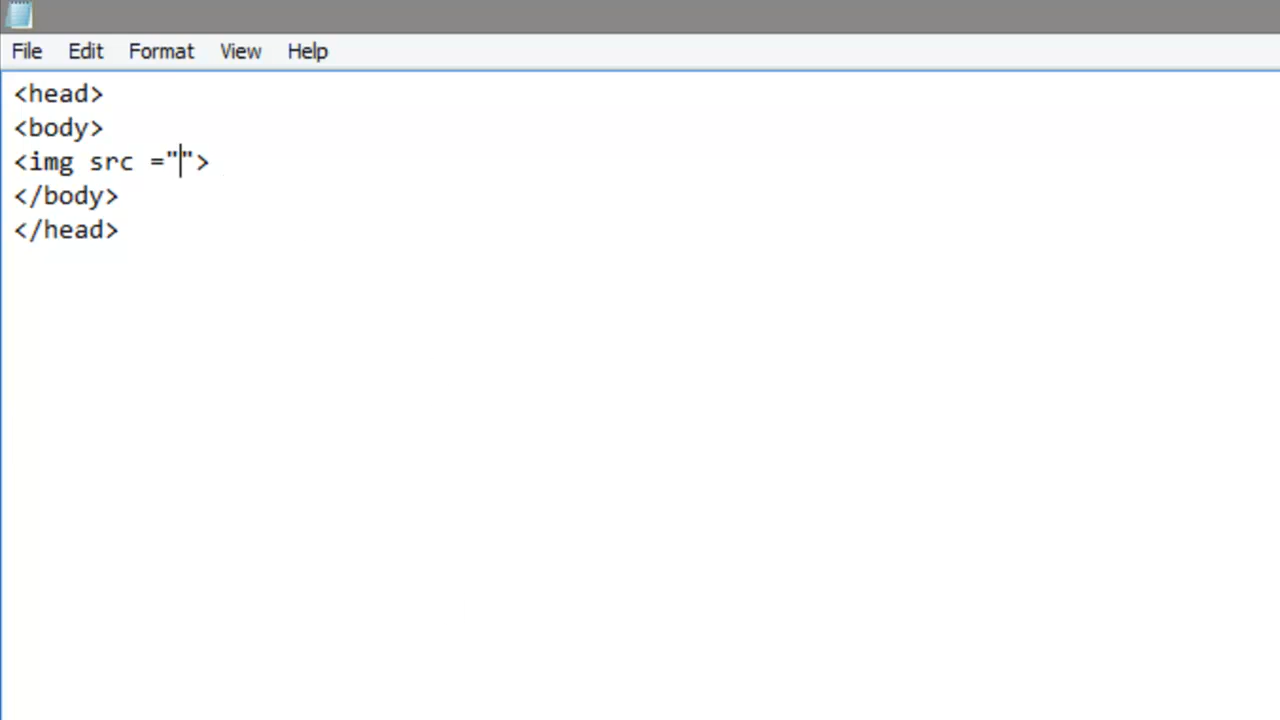 File Edit Format View Help
<head>
<body>
<img src ="">
</body>
</head>